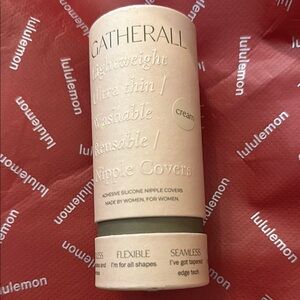 GATHERALL
Lightweight
Ultra thin /
Washable
Reusable /
Nipple Covers
cream
ADHESIVE SILICONE NIPPLE COVERS
MADE BY WOMEN. FOR WOMEN.
FLEXIBLE
I'm for all shapes
SEAMLESS
I've got tapered
edge tech
lululemon
lululemon
lululemon
lululemon
lululemon
lululemon
lululemon